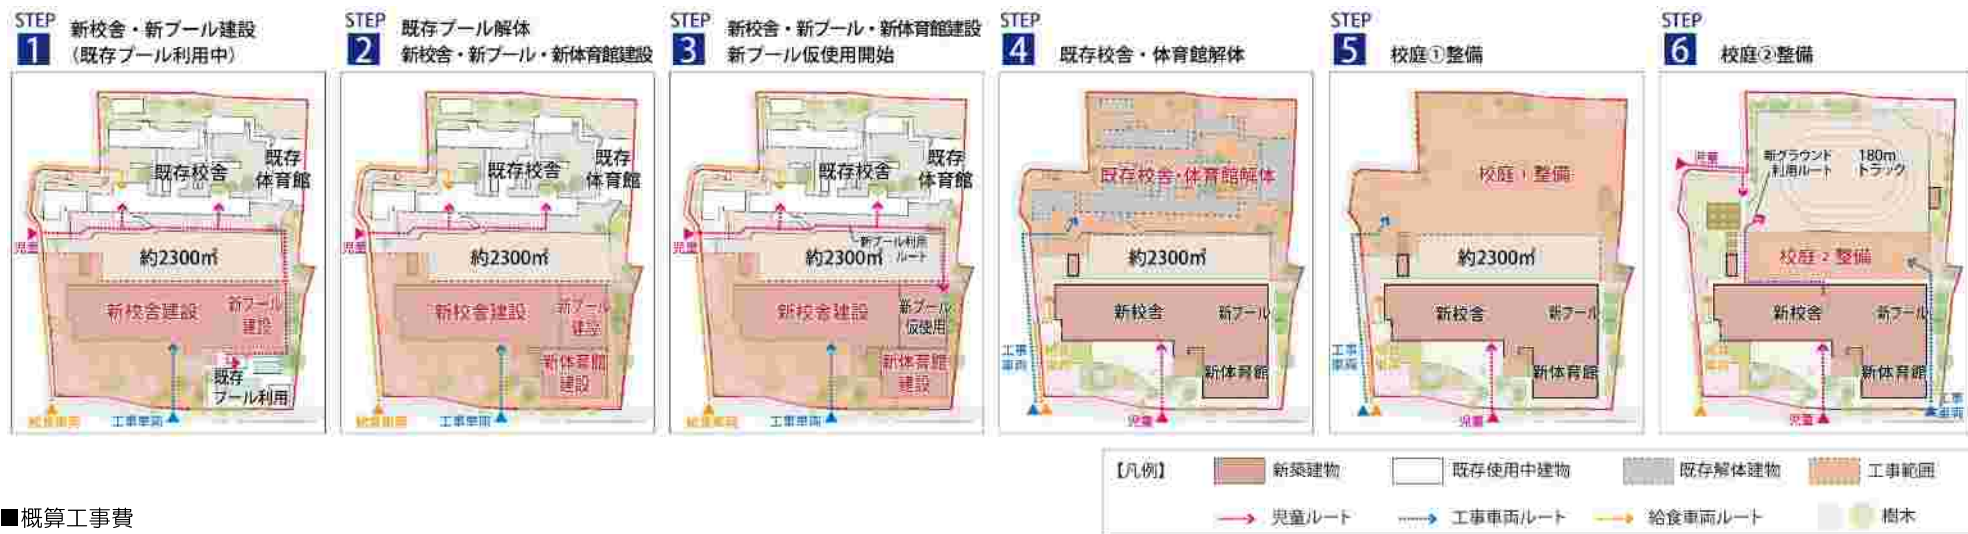 STEP 1 新校舎・新プール建設
（既存プール利用中）
既存校舎
既存
体育館
児童
約2300㎡
新校舎建設
新プール
建設
既存
プール利用
給食車両
工事車両
STEP 2 既存プール解体
新校舎・新プール・新体育館建設
既存校舎
既存
体育館
児童
約2300㎡
新校舎建設
新プール
建設
新体育館
建設
給食車両
工事車両
STEP 3 新校舎・新プール・新体育館建設
新プール仮使用開始
既存校舎
既存
体育館
児童
新プール利用
ルート
約2300㎡
新校舎建設
新プール
仮使用
新体育館
建設
給食車両
工事車両
STEP 4 既存校舎・体育館解体
既存校舎・体育館解体
約2300㎡
新校舎
新プール
工事
車両
給食
車両
新体育館
児童
STEP 5 校庭①整備
校庭1整備
約2300㎡
新校舎
新プール
工事
車両
給食
車両
新体育館
児童
STEP 6 校庭②整備
児童
新グラウンド
利用ルート
180m
トラック
校庭2整備
新校舎
新プール
給食
車両
新体育館
工事
車両
児童
【凡例】
新築建物
既存使用中建物
既存解体建物
工事範囲
児童ルート
工事車両ルート
給食車両ルート
樹木
■概算工事費